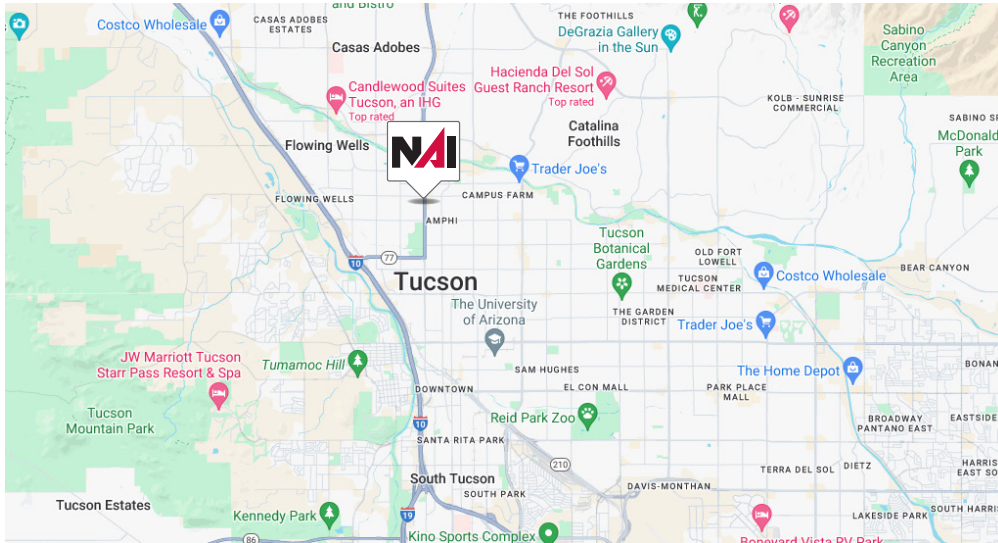 and Bistro
THE FOOTHILLS
CASAS ADOBES
ESTATES
Costco Wholesale
DeGrazia Gallery
in the Sun
Sabino
Canyon
Recreation
Area
Casas Adobes
Hacienda Del Sol
Guest Ranch Resort
Top rated
Candlewood Suites
Tucson, an IHG
Top rated
KOLB - SUNRISE
COMMERCIAL
SABINO
Catalina
Foothills
McDonald
Park
Flowing Wells
NAI
Trader Joe's
FLOWING WELLS
CAMPUS FARM
AMPHI
Tucson
Botanical
Gardens
OLD FORT
LOWELL
10
77
BEAR CANYON
Tucson
TUCSON
MEDICAL CENTER
Costco Wholesale
The University
of Arizona
THE GARDEN
DISTRICT
Trader Joe's
JW Marriott Tucson
Starr Pass Resort & Spa
Tumamoc Hill
SAM HUGHES
The Home Depot
BONAN
DOWNTOWN
EL CON MALL
PARK PLACE
MALL
Tucson
Mountain Park
Reid Park Zoo
10
BROADWAY
PANTANO EAST
EASTSIDE
SANTA RITA PARK
210
TERRA DEL SOL
DIETZ
HARRIS
EAST SO
South Tucson
SOUTH PARK
DAVIS-MONTHAN
Tucson Estates
Kennedy Park
19
LAKESIDE PARK
SOUTH HARRI
86
Kino Sports Complex
Boneyard Vista RV Park